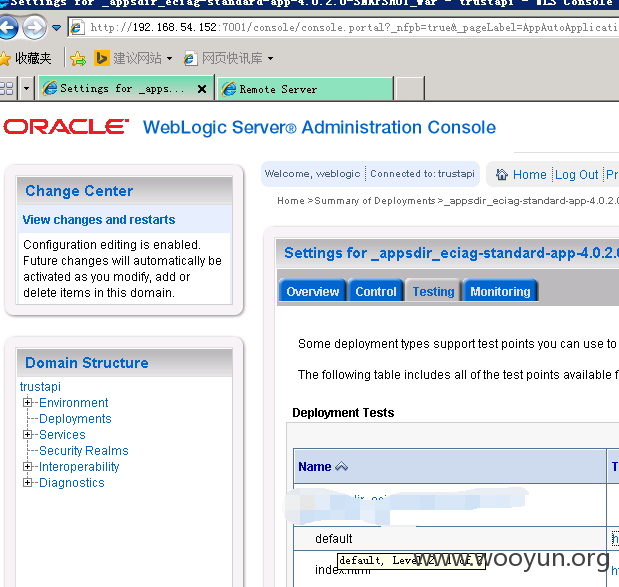 Settings for _appsdir_eciag-standard-app-4.0.2.0-SNAPSHOT_war - trustapi - WLS Console
http://192.168.54.152:7001/console/console.portal?_nfpb=true&_pageLabel=AppAutoApplicati
收藏夹 建议网站 网页快讯库
Settings for _apps... Remote Server
ORACLE WebLogic Server® Administration Console
Welcome, weblogic Connected to: trustapi Home Log Out Pr
Home >Summary of Deployments >_appsdir_eciag-standard-app-4.0.2.0
Change Center
View changes and restarts
Configuration editing is enabled.
Future changes will automatically be
activated as you modify, add or
delete items in this domain.
Domain Structure
trustapi
Environment
Deployments
Services
Security Realms
Interoperability
Diagnostics
Settings for _appsdir_eciag-standard-app-4.0.2.0
Overview Control Testing Monitoring
Some deployment types support test points you can use to
The following table includes all of the test points available f
Deployment Tests
Name T
default h
default, Level 2, 1 of
index.html
www.wooyun.org